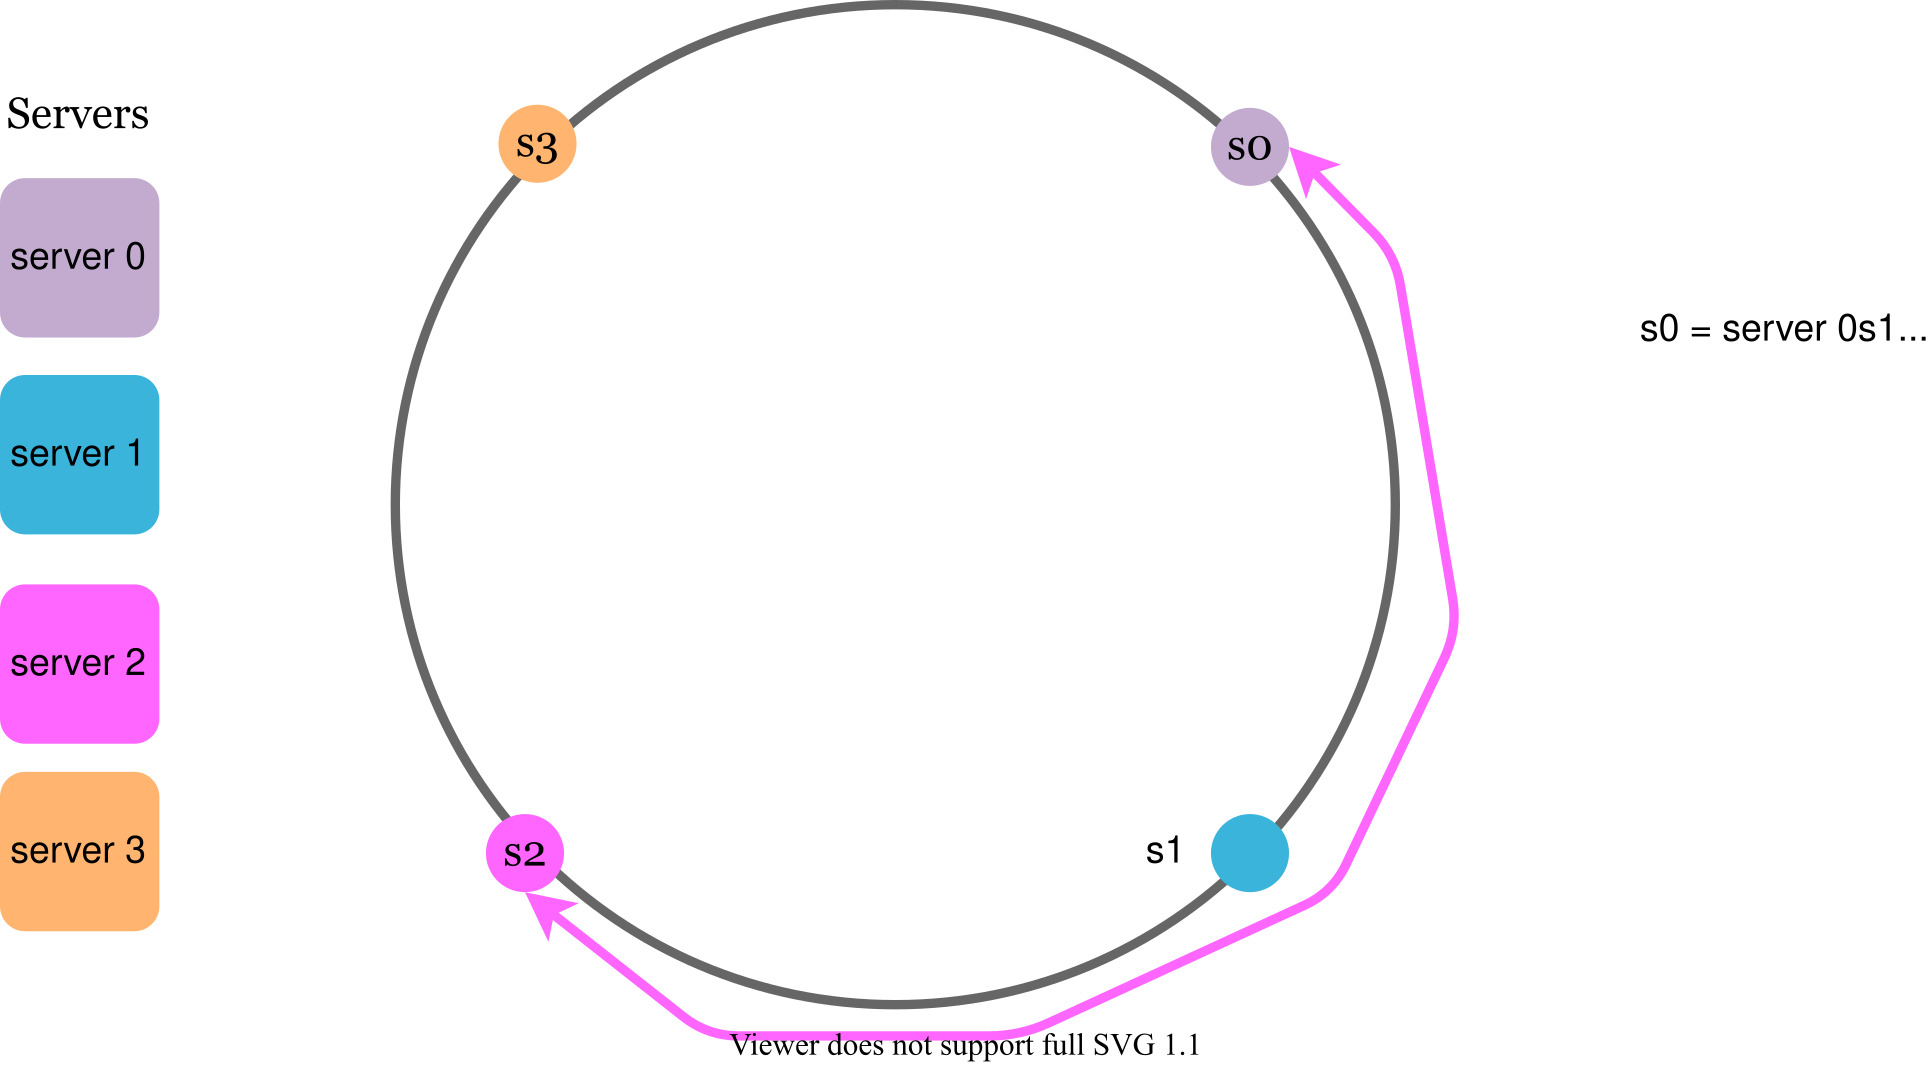 Servers
server 0
server 1
server 2
server 3
s3
s0
s2
s1
s0 = server 0s1...
Viewer does not support full SVG 1.1